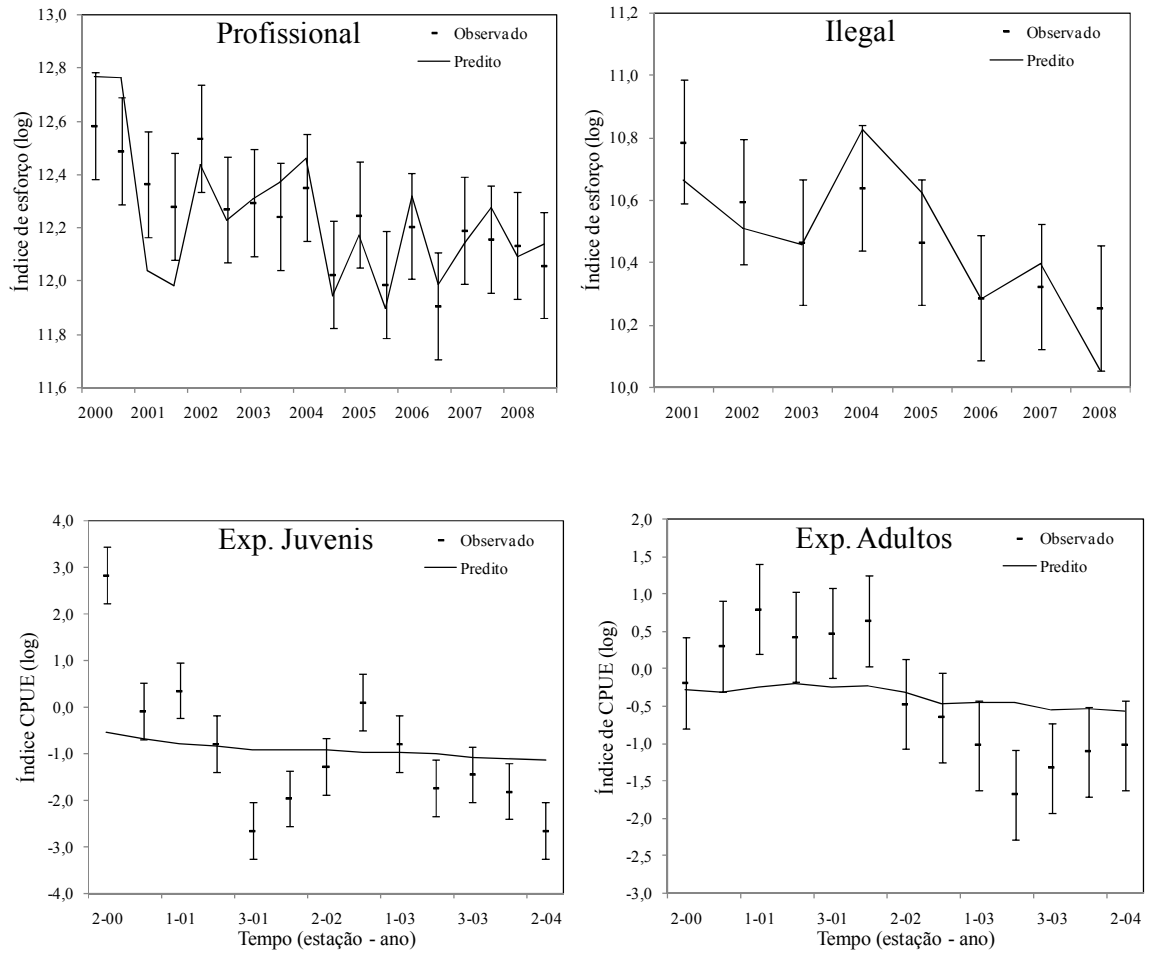 Profissional
Observado
Predito
Índice de esforço (log)
13,0
12,8
12,6
12,4
12,2
12,0
11,8
11,6
2000 2001 2002 2003 2004 2005 2006 2007 2008
Ilegal
Observado
Predito
Índice de esforço (log)
11,2
11,0
10,8
10,6
10,4
10,2
10,0
2001 2002 2003 2004 2005 2006 2007 2008
Exp. Juvenis
Observado
Predito
Índice CPUE (log)
4,0
3,0
2,0
1,0
0,0
-1,0
-2,0
-3,0
-4,0
2-00 1-01 3-01 2-02 1-03 3-03 2-04
Tempo (estação - ano)
Exp. Adultos
Observado
Predito
Índice de CPUE (log)
2,0
1,5
1,0
0,5
0,0
-0,5
-1,0
-1,5
-2,0
-2,5
-3,0
2-00 1-01 3-01 2-02 1-03 3-03 2-04
Tempo (estação - ano)